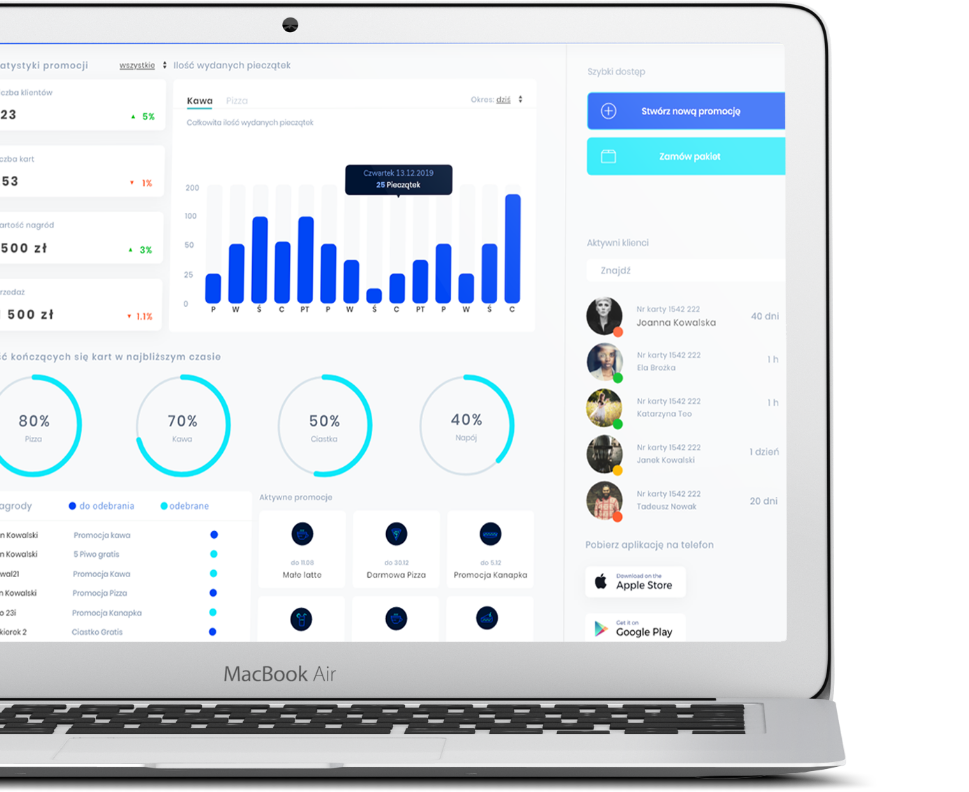 atystyki promocji
wszystkie
Ilość wydanych pieczątek
czba klientów
23
5%
czba kart
53
1%
artość nagród
500 zł
3%
rzedaż
500 zł
1.1%
Kawa
Pizza
Okres: dziś
Całkowita ilość wydanych pieczątek
Czwartek 13.12.2019
25 Pieczątek
200
100
50
25
0
P W Ś C PT P W Ś C C P W Ś C
ść kończących się kart w najbliższym czasie
80%
Pizza
70%
Kawa
50%
Ciastka
40%
Napój
agrody
do odebrania
odebrane
n Kowalski
Promocja kawa
n Kowalski
5 Piwo gratis
wal21
Promocja Kawa
n Kowalski
Promocja Pizza
o 23i
Promocja Kanapka
kiorek 2
Ciastko Gratis
Aktywne promocje
do 11.09
Małe latto
do 30.12
Darmowa Pizza
do 5.12
Promocja Kanapka
Szybki dostęp
Stwórz nową promocję
Zamów pakiet
Aktywni klienci
Znajdź
Nr karty 1542 222
Joanna Kowalska
40 dni
Nr karty 1542 222
Ela Brożka
1 h
Nr karty 1542 222
Katarzyna Teo
1 h
Nr karty 1542 222
Janek Kowalski
1 dzień
Nr karty 1542 222
Tadeusz Nowak
20 dni
Pobierz aplikację na telefon
Download on the
Apple Store
Get it on
Google Play
MacBook Air